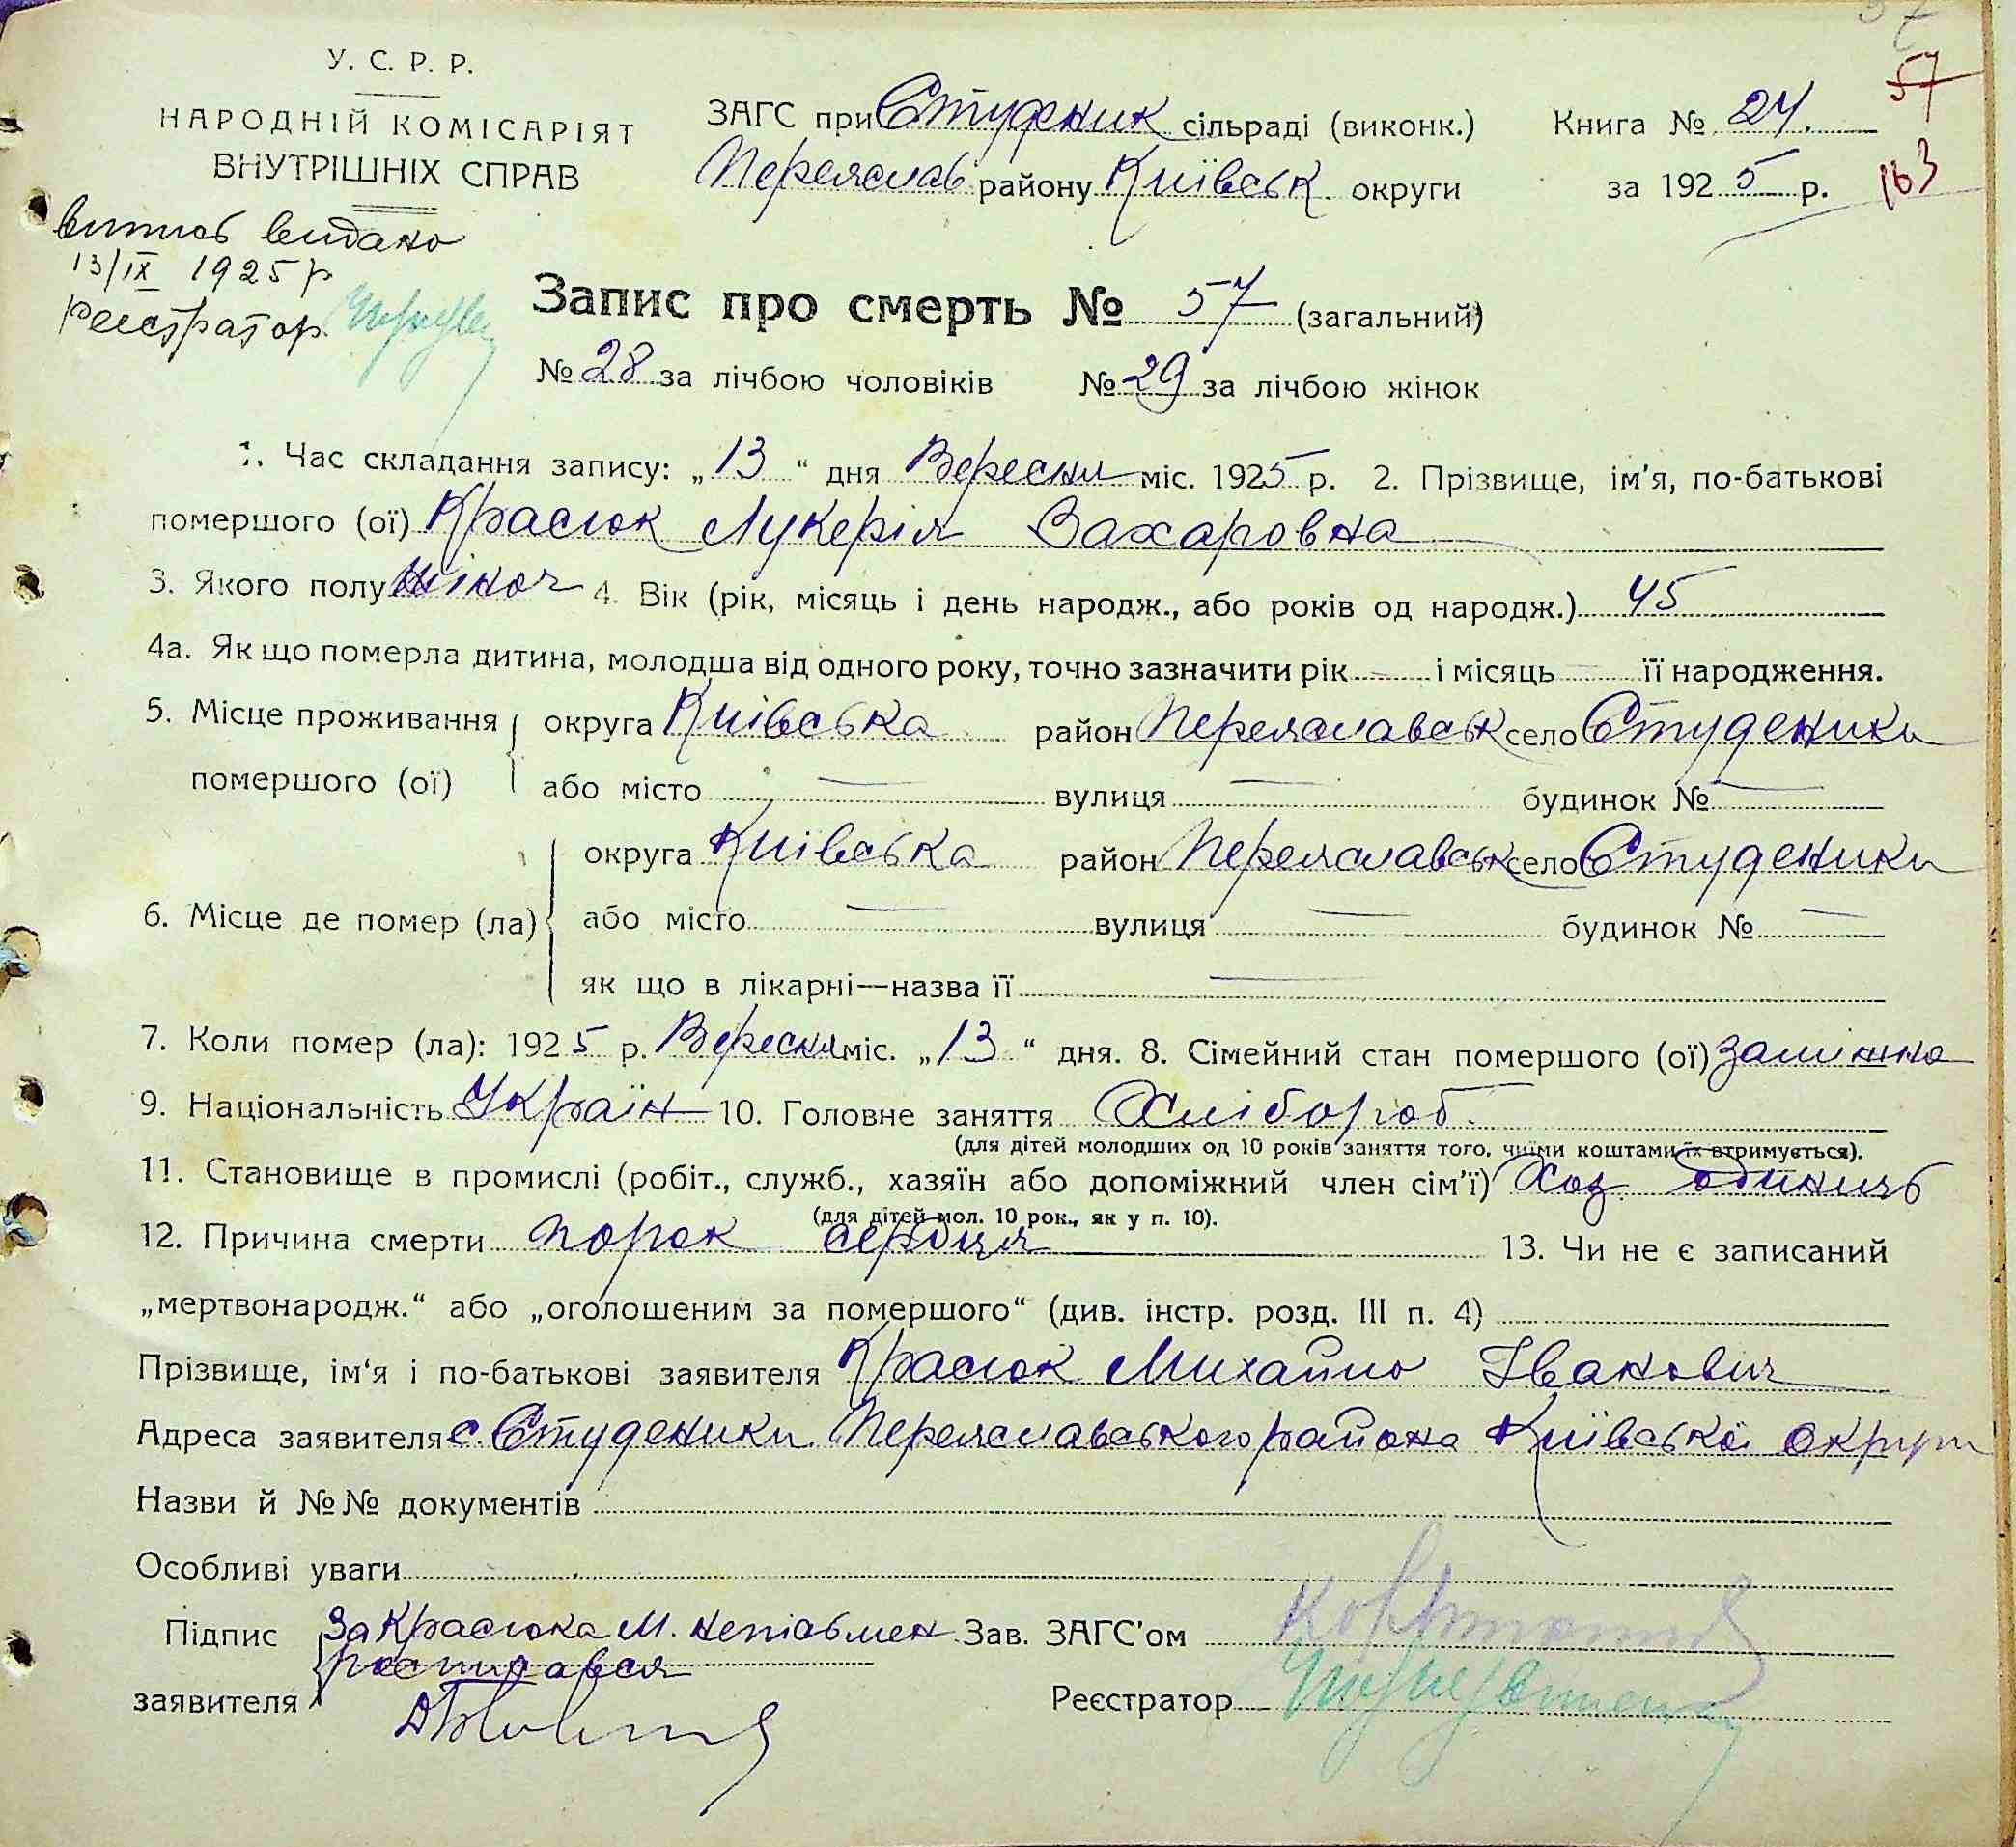 У. С. Р. Р.
НАРОДНІЙ КОМІСАРІЯТ
ВНУТРІШНІХ СПРАВ
витяг видано
13/IX 1925 р
Реєстратор
ЗАГС при Студеник сільраді (виконк.)
Переяслав району Київськ округи
Книга № 24.
за 1925 р.
57
163
Запис про смерть № 57 (загальний)
№ 28 за лічбою чоловіків № 29 за лічбою жінок
1. Час складання запису: „13“ дня Вересня міс. 1925 р. 2. Прізвище, ім'я, по-батькові
помершого (ої) Красюк Лукерія Захаровна
3. Якого полу жіноч 4. Вік (рік, місяць і день народж., або років од народж.) 45
4а. Як що померла дитина, молодша від одного року, точно зазначити рік — і місяць — її народження.
5. Місце проживання округа Київська район Переяславськ село Студеники
помершого (ої) або місто — вулиця — будинок № —
округа Київська район Переяславськ село Студеники
6. Місце де помер (ла) або місто — вулиця — будинок № —
як що в лікарні—назва її —
7. Коли помер (ла): 1925 р. Вересня міс. „13“ дня. 8. Сімейний стан помершого (ої) заміжна
9. Національність Україн 10. Головне заняття Хлібороб.
(для дітей молодших од 10 років заняття того, чиїми коштами їх втримується).
11. Становище в промислі (робіт., служб., хазяїн або допоміжний член сім'ї) Хоз. одиничь
(для дітей мол. 10 рок., як у п. 10).
12. Причина смерти порок сердця 13. Чи не є записаний
„мертвонародж.“ або „оголошеним за помершого“ (див. інстр. розд. III п. 4)
Прізвище, ім'я і по-батькові заявителя Красюк Михайло Іванович
Адреса заявителя с. Студеники Переяславського района Київської округи
Назви й №№ документів
Особливі уваги
Підпис За Красюка М. неписьмен Зав. ЗАГС'ом
росписався
заявителя Реєстратор